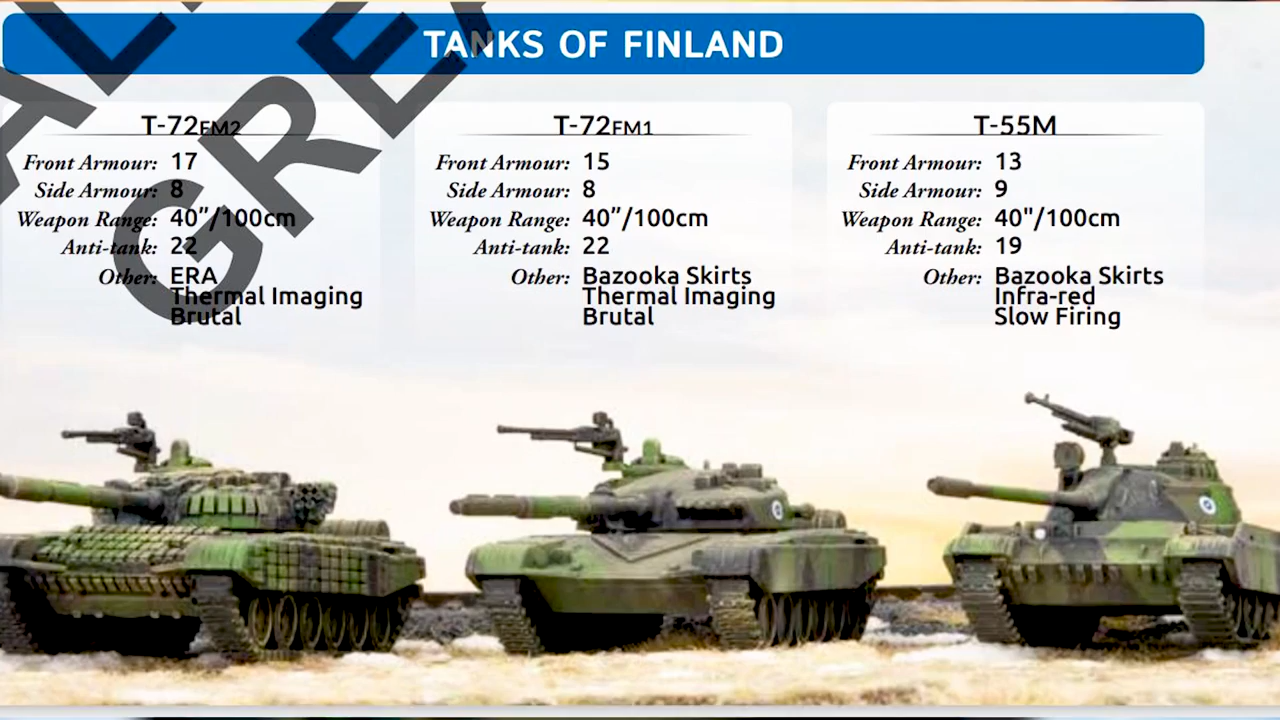 TANKS OF FINLAND
T-72FM2
Front Armour: 17
Side Armour: 8
Weapon Range: 40”/100cm
Anti-tank: 22
Other: ERA
Thermal Imaging
Brutal
T-72FM1
Front Armour: 15
Side Armour: 8
Weapon Range: 40”/100cm
Anti-tank: 22
Other: Bazooka Skirts
Thermal Imaging
Brutal
T-55M
Front Armour: 13
Side Armour: 9
Weapon Range: 40"/100cm
Anti-tank: 19
Other: Bazooka Skirts
Infra-red
Slow Firing